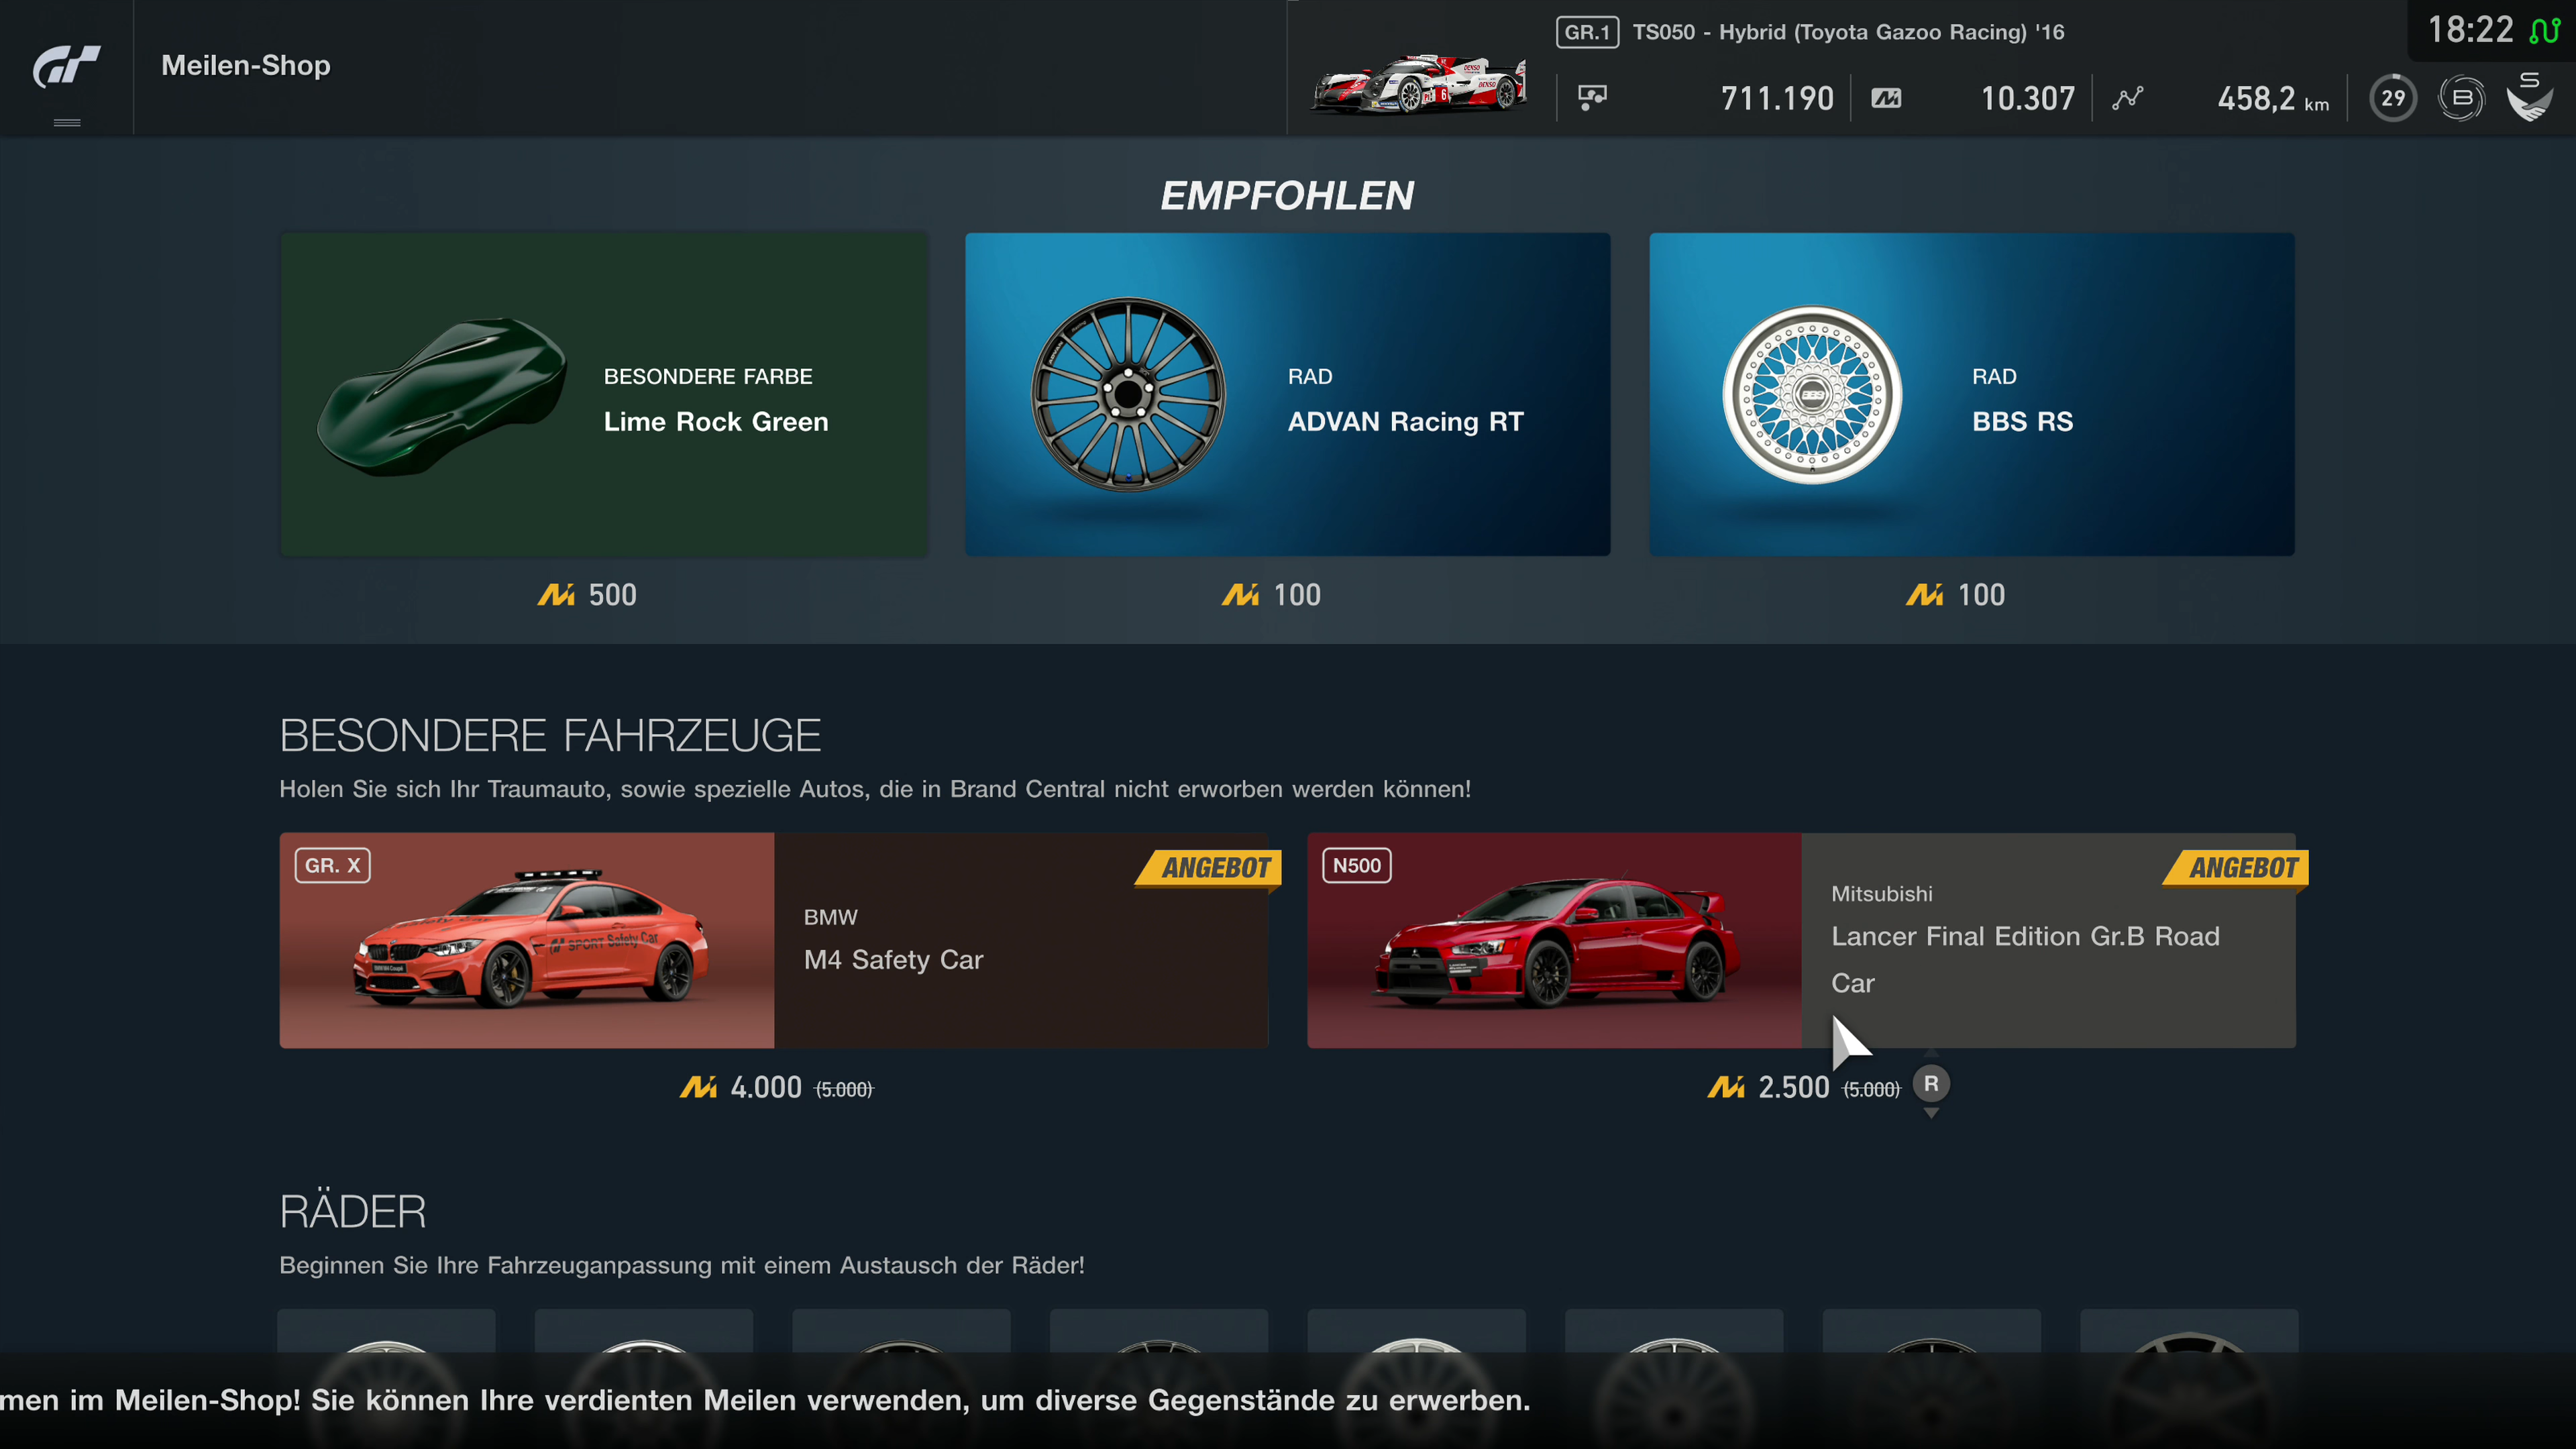 Meilen-Shop
GR.1 TS050 - Hybrid (Toyota Gazoo Racing) '16
18:22
711.190
10.307
458,2 km
29
B
S
EMPFOHLEN
BESONDERE FARBE
Lime Rock Green
500
RAD
ADVAN Racing RT
100
RAD
BBS RS
100
BESONDERE FAHRZEUGE
Holen Sie sich Ihr Traumauto, sowie spezielle Autos, die in Brand Central nicht erworben werden können!
GR. X
SPORT Safety Car
ANGEBOT
BMW
M4 Safety Car
4.000 (5.000)
N500
ANGEBOT
Mitsubishi
Lancer Final Edition Gr.B Road
Car
2.500 (5.000)
R
RÄDER
Beginnen Sie Ihre Fahrzeuganpassung mit einem Austausch der Räder!
men im Meilen-Shop! Sie können Ihre verdienten Meilen verwenden, um diverse Gegenstände zu erwerben.